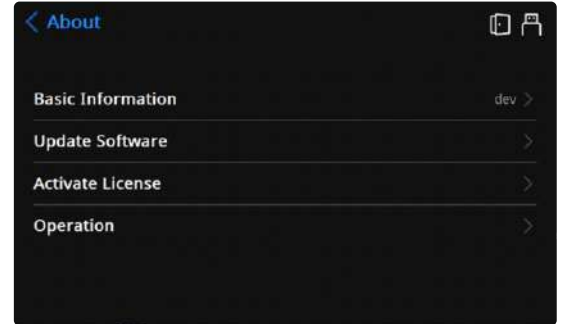 About
Basic Information dev
Update Software
Activate License
Operation